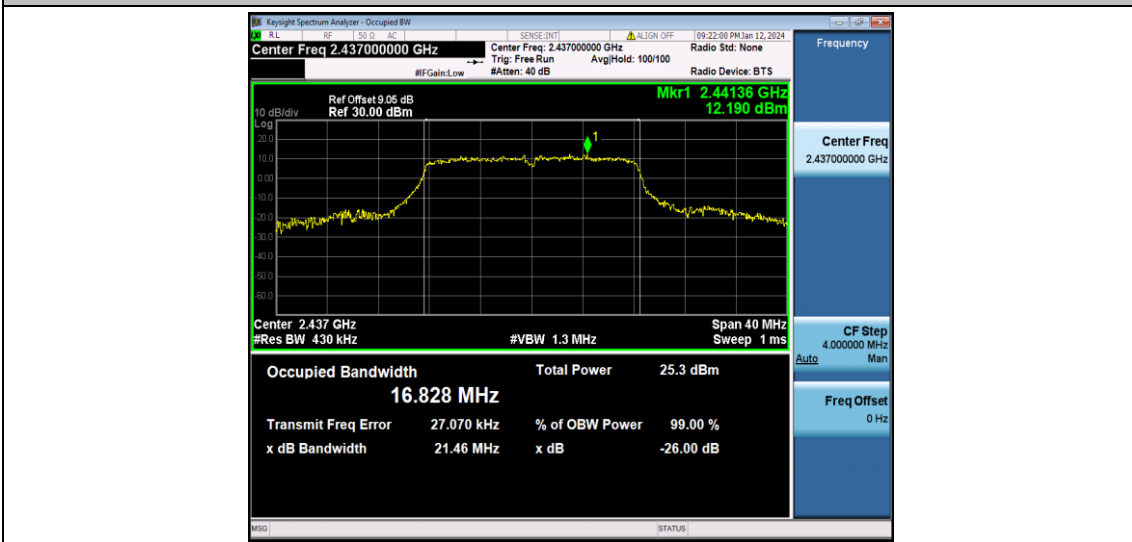 Keysight Spectrum Analyzer - Occupied BW
LXI RL RF 50 Ω AC SENSE:INT ALIGN OFF 09:22:00 PM Jan 12, 2024
Center Freq 2.437000000 GHz Center Freq: 2.437000000 GHz Radio Std: None
Trig: Free Run Avg|Hold: 100/100
#IFGain:Low #Atten: 40 dB Radio Device: BTS
Frequency
Mkr1 2.44136 GHz
12.190 dBm
Ref Offset 9.05 dB
10 dB/div Ref 30.00 dBm
Log
20.0
10.0
0.00
-10.0
-20.0
-30.0
-40.0
-50.0
-60.0
1
Center 2.437 GHz Span 40 MHz
#Res BW 430 kHz #VBW 1.3 MHz Sweep 1 ms
Occupied Bandwidth Total Power 25.3 dBm
16.828 MHz
Transmit Freq Error 27.070 kHz % of OBW Power 99.00 %
x dB Bandwidth 21.46 MHz x dB -26.00 dB
Center Freq
2.437000000 GHz
CF Step
4.000000 MHz
Auto Man
Freq Offset
0 Hz
MSG STATUS